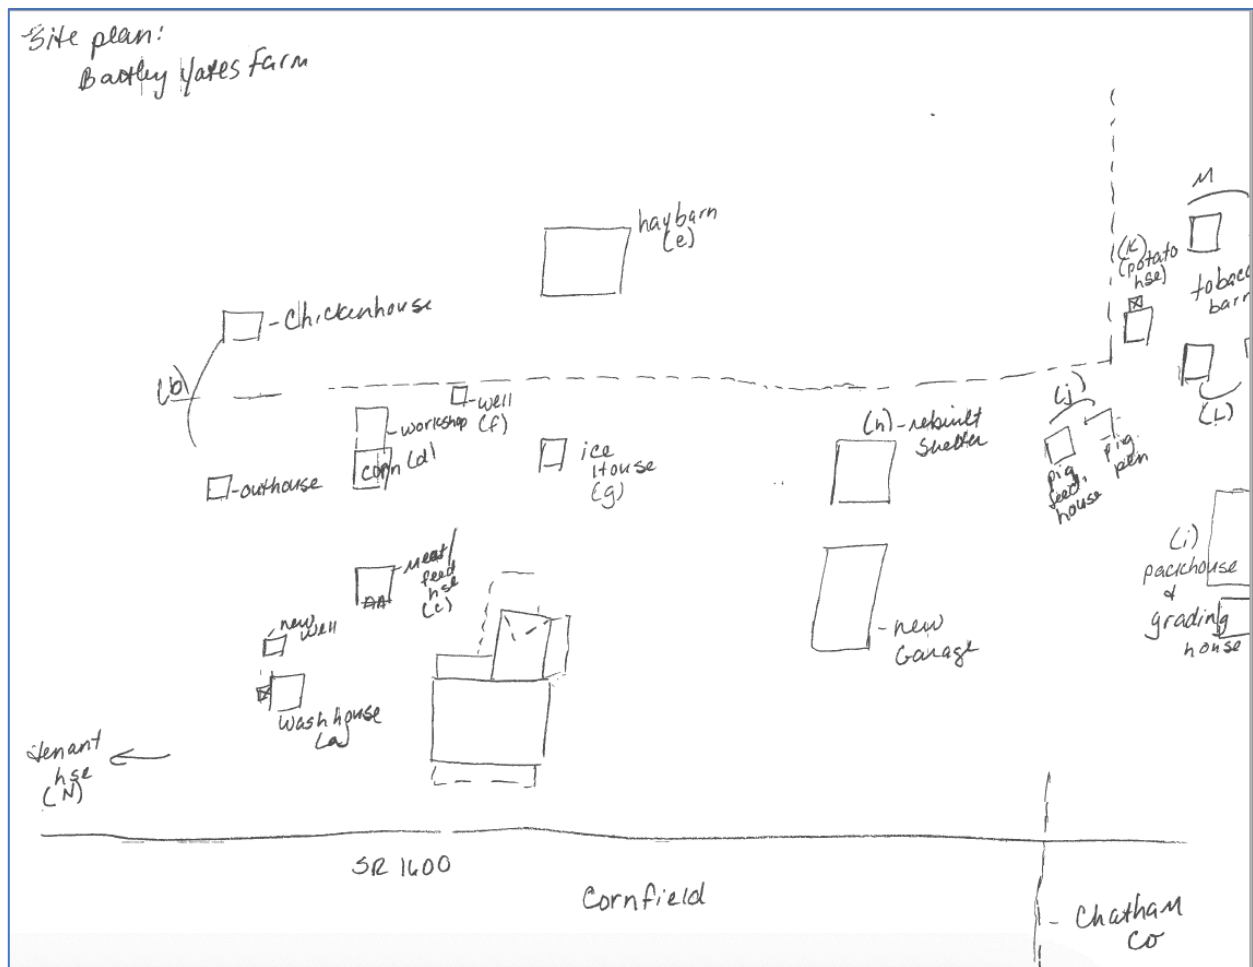 Site plan:
Bartley Yates Farm
M
haybarn
(e)
(K)
(potato
hse)
tobacc
barn
- Chickenhouse
(b)
- well
(f)
- workshop
corn (d)
(h) - rebuilt
shelter
(j)
(L)
ice
House
(g)
pig
feed
house
pig
pen
- outhouse
(i)
packhouse
&
grading
house
- Meat/
feed
hse
(c)
new
well
- new
Garage
Wash house
(a)
tenant
hse
(N)
SR 1600
Cornfield
- Chatham
Co